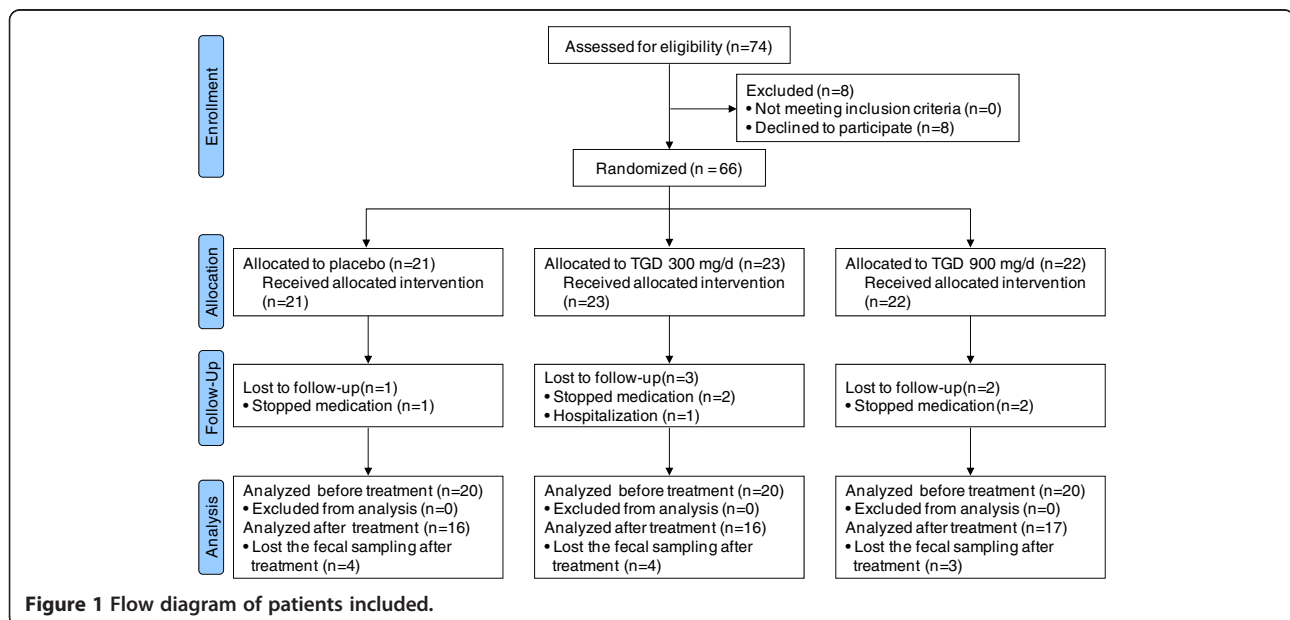 Enrollment
Assessed for eligibility (n=74)
Excluded (n=8)
• Not meeting inclusion criteria (n=0)
• Declined to participate (n=8)
Randomized (n = 66)
Allocation
Allocated to placebo (n=21)
Received allocated intervention
(n=21)
Allocated to TGD 300 mg/d (n=23)
Received allocated intervention
(n=23)
Allocated to TGD 900 mg/d (n=22)
Received allocated intervention
(n=22)
Follow-Up
Lost to follow-up(n=1)
• Stopped medication (n=1)
Lost to follow-up(n=3)
• Stopped medication (n=2)
• Hospitalization (n=1)
Lost to follow-up(n=2)
• Stopped medication(n=2)
Analysis
Analyzed before treatment (n=20)
• Excluded from analysis (n=0)
Analyzed after treatment (n=16)
• Lost the fecal sampling after
treatment (n=4)
Analyzed before treatment (n=20)
• Excluded from analysis (n=0)
Analyzed after treatment (n=16)
• Lost the fecal sampling after
treatment (n=4)
Analyzed before treatment (n=20)
• Excluded from analysis (n=0)
Analyzed after treatment (n=17)
• Lost the fecal sampling after
treatment (n=3)
Figure 1 Flow diagram of patients included.